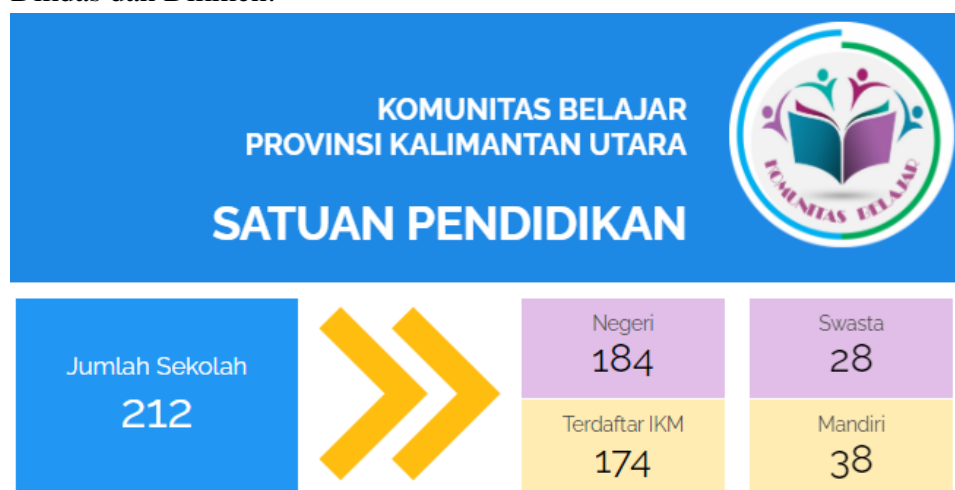 KOMUNITAS BELAJAR
PROVINSI KALIMANTAN UTARA
SATUAN PENDIDIKAN
KOMUNITAS BELAJAR
Jumlah Sekolah
212
Negeri
184
Swasta
28
Terdaftar IKM
174
Mandiri
38